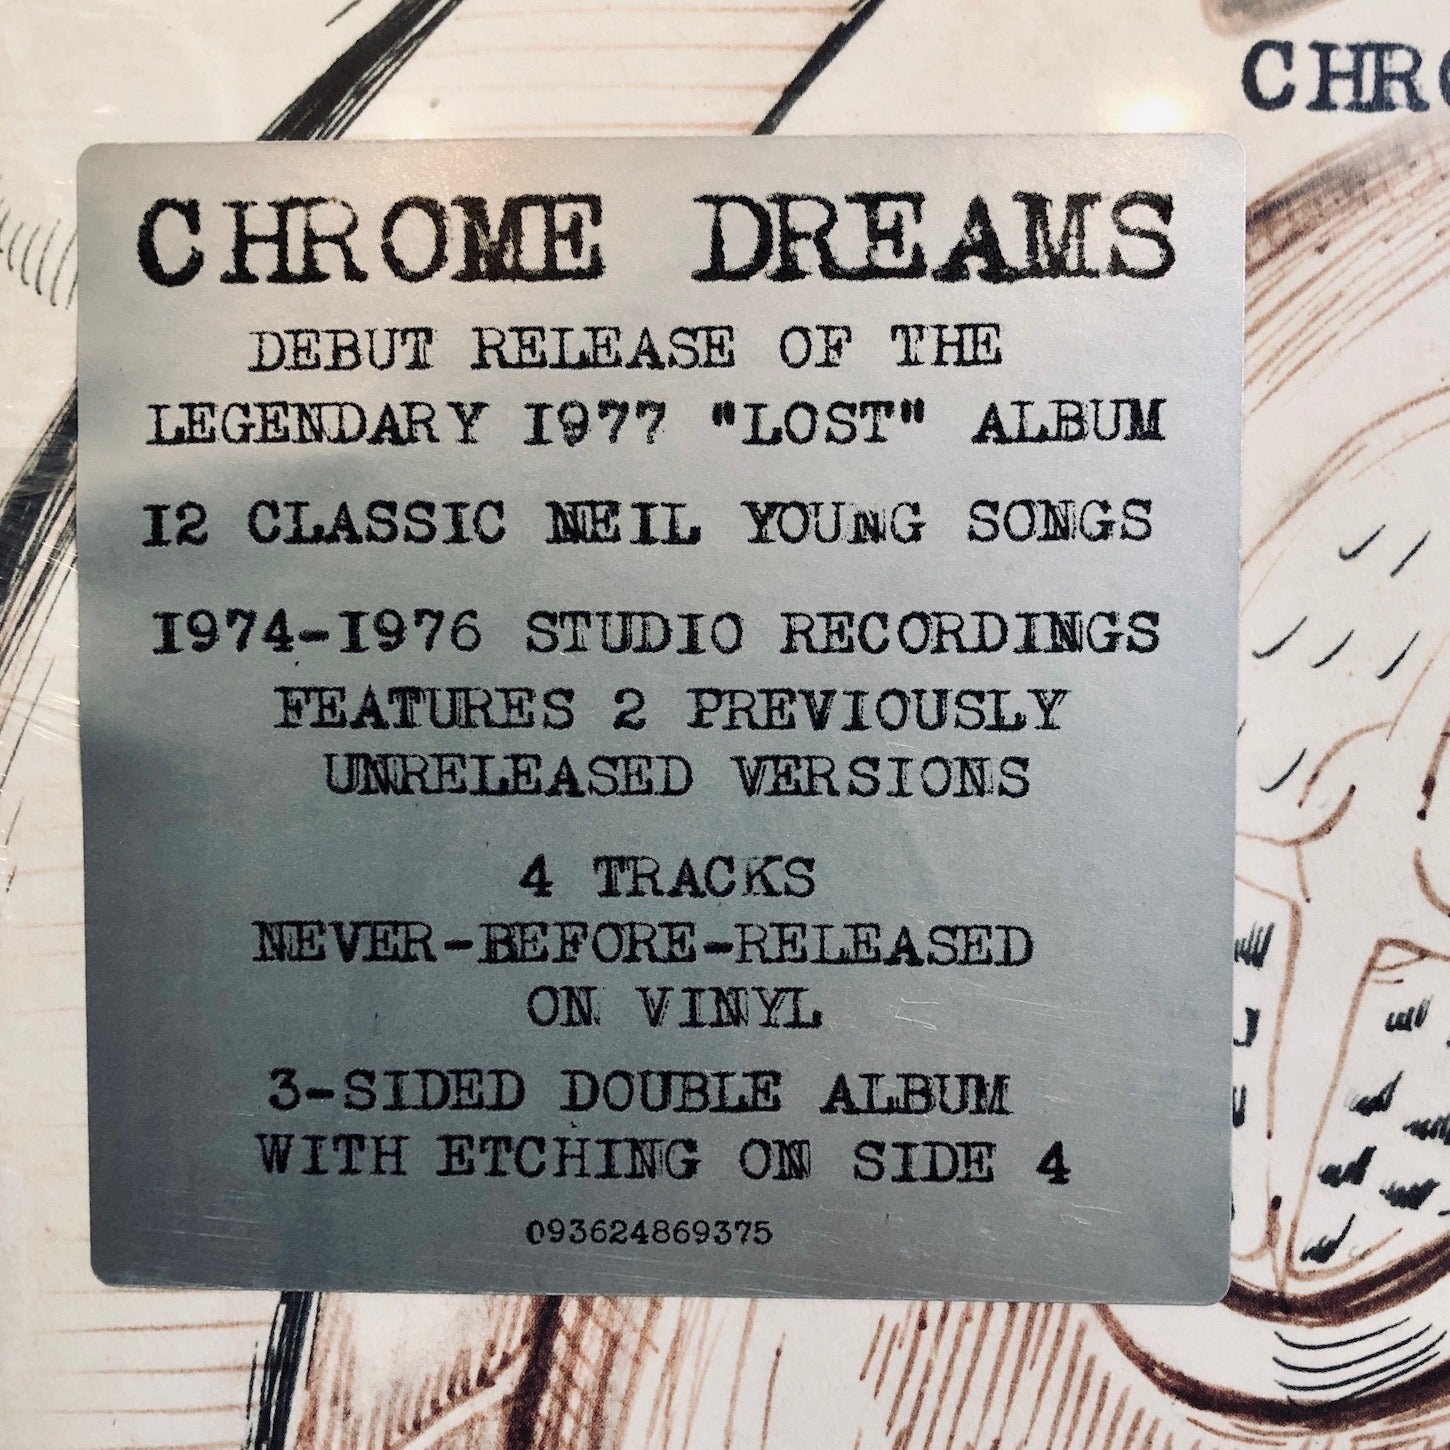 CHRO
CHROME DREAMS
DEBUT RELEASE OF THE
LEGENDARY 1977 "LOST" ALBUM
12 CLASSIC NEIL YOUNG SONGS
1974-1976 STUDIO RECORDINGS
FEATURES 2 PREVIOUSLY
UNRELEASED VERSIONS
4 TRACKS
NEVER-BEFORE-RELEASED
ON VINYL
3-SIDED DOUBLE ALBUM
WITH ETCHING ON SIDE 4
093624869375